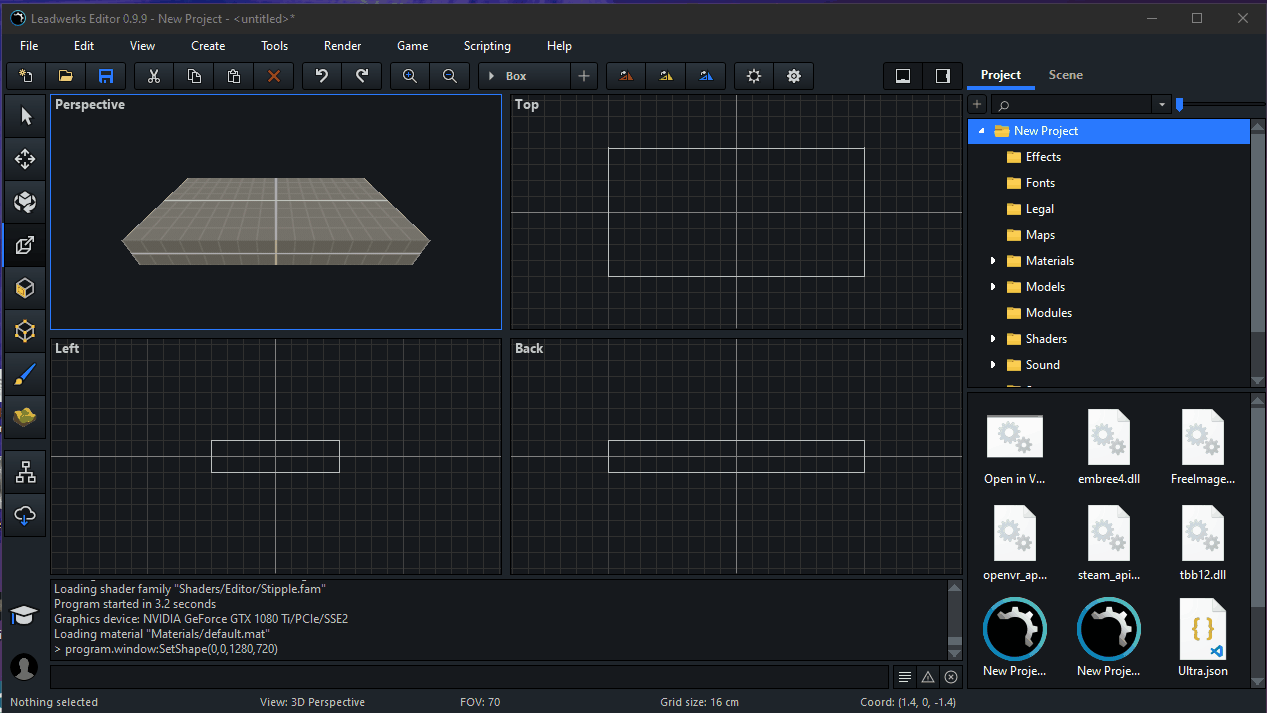 Leadwerks Editor 0.9.9 - New Project - <untitled>*
File Edit View Create Tools Render Game Scripting Help
Box
Project Scene
Perspective
Top
Left
Back
New Project
Effects
Fonts
Legal
Maps
Materials
Models
Modules
Shaders
Sound
Open in V...
embree4.dll
FreeImage...
openvr_ap...
steam_api...
tbb12.dll
New Proje...
New Proje...
Ultra.json
Loading shader family "Shaders/Editor/Stipple.fam"
Program started in 3.2 seconds
Graphics device: NVIDIA GeForce GTX 1080 Ti/PCIe/SSE2
Loading material "Materials/default.mat"
> program.window:SetShape(0,0,1280,720)
Nothing selected View: 3D Perspective FOV: 70 Grid size: 16 cm Coord: (1.4, 0, -1.4)